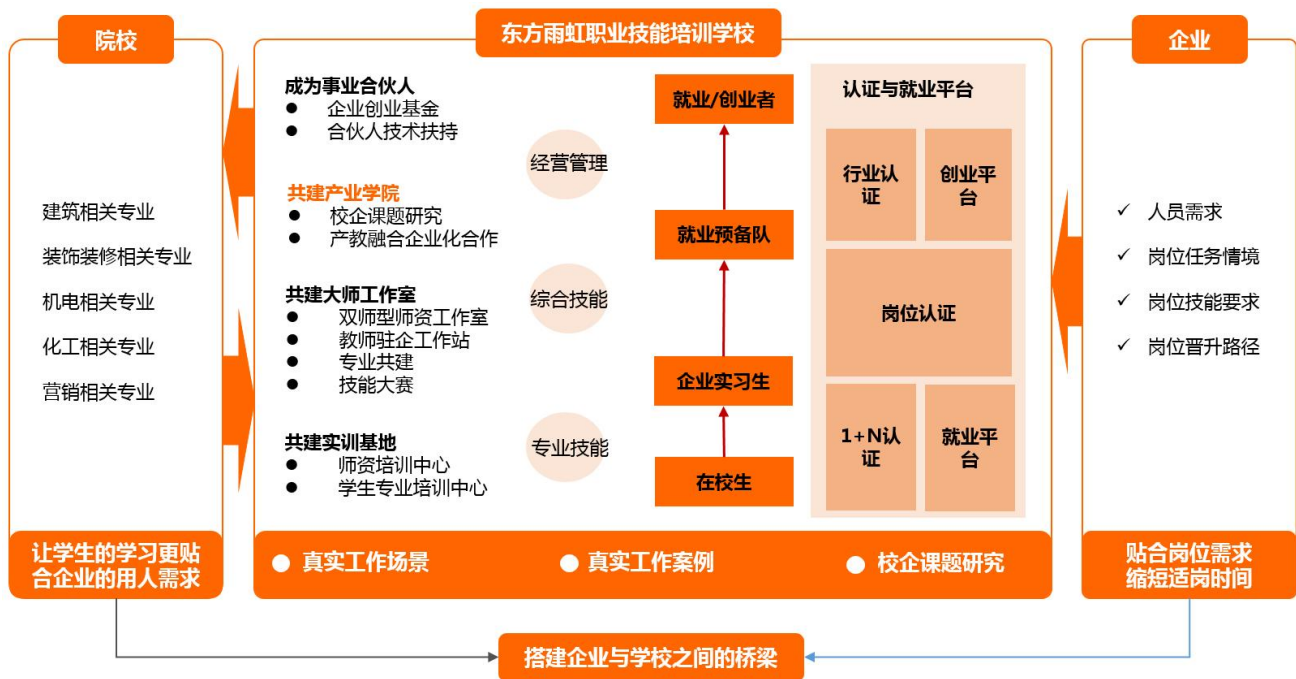 院校
建筑相关专业
装饰装修相关专业
机电相关专业
化工相关专业
营销相关专业
让学生的学习更贴
合企业的用人需求
东方雨虹职业技能培训学校
成为事业合伙人
● 企业创业基金
● 合伙人技术扶持
共建产业学院
● 校企课题研究
● 产教融合企业化合作
共建大师工作室
● 双师型师资工作室
● 教师驻企工作站
● 专业共建
● 技能大赛
共建实训基地
● 师资培训中心
● 学生专业培训中心
经营管理
综合技能
专业技能
就业/创业者
就业预备队
企业实习生
在校生
认证与就业平台
行业认
证
创业平
台
岗位认证
1+N认
证
就业平
台
● 真实工作场景
● 真实工作案例
● 校企课题研究
企业
✓ 人员需求
✓ 岗位任务情境
✓ 岗位技能要求
✓ 岗位晋升路径
贴合岗位需求
缩短适岗时间
搭建企业与学校之间的桥梁